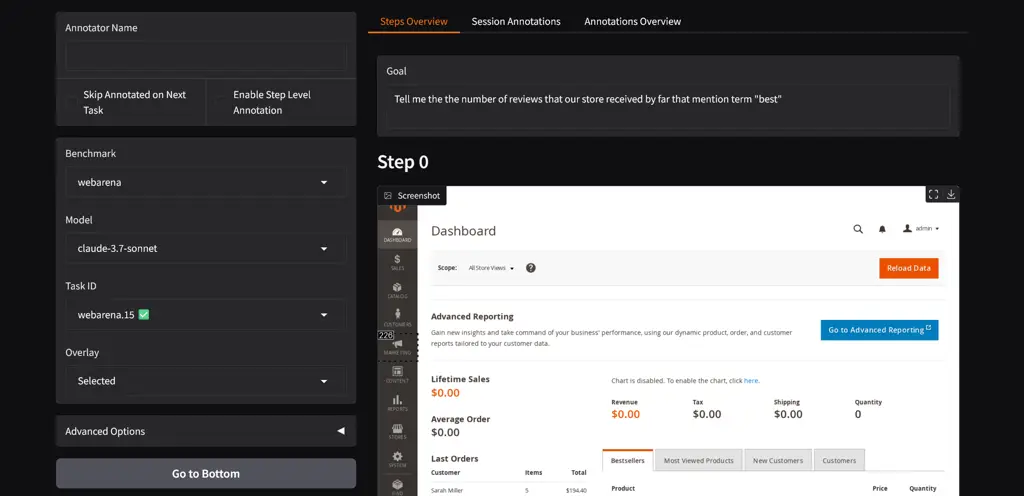 Annotator Name
Skip Annotated on Next
Task
Enable Step Level
Annotation
Benchmark
webarena
Model
claude-3.7-sonnet
Task ID
webarena.15 ✅
Overlay
Selected
Advanced Options
Go to Bottom
Steps Overview
Session Annotations
Annotations Overview
Goal
Tell me the the number of reviews that our store received by far that mention term "best"
Step 0
Screenshot
DASHBOARD
SALES
CATALOG
CUSTOMERS
226
MARKETING
CONTENT
REPORTS
STORES
SYSTEM
Dashboard
admin
Scope:
All Store Views
?
Reload Data
Advanced Reporting
Gain new insights and take command of your business' performance, using our dynamic product, order, and customer
reports tailored to your customer data.
Go to Advanced Reporting
Lifetime Sales
$0.00
Average Order
$0.00
Last Orders
Customer Items Total
Sarah Miller 5 $194.40
Chart is disabled. To enable the chart, click here.
Revenue Tax Shipping Quantity
$0.00 $0.00 $0.00 0
Bestsellers
Most Viewed Products
New Customers
Customers
Product Price Quantity